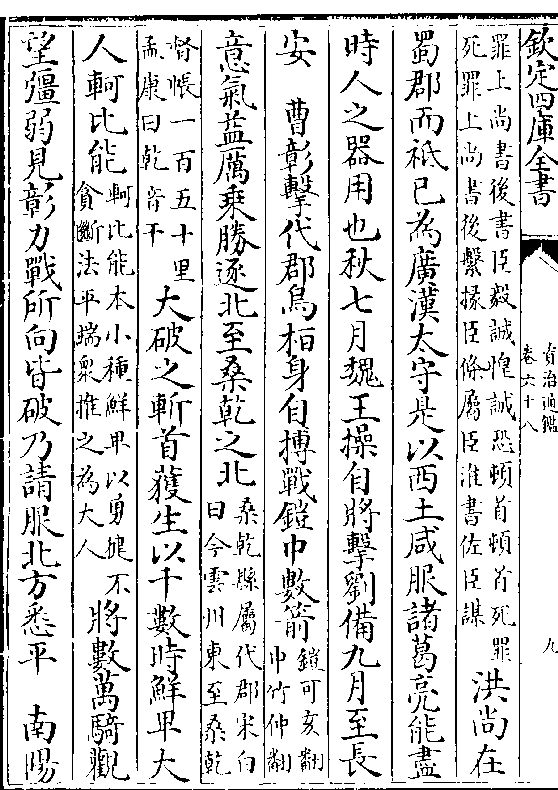 欽定四庫全書
資治通鑑
卷六十八
九
罪上尚書後書臣毅誠惶誠恐頓首頓首死罪
死罪上尚書後繫掾臣條屬臣淮書佐臣謀
洪尚在
蜀郡而祗已為廣漢太守是以西土咸服諸葛亮能盡
時人之器用也秋七月魏王操自將擊劉備九月至長
安　曹彰擊代郡烏桓身自搏戰鎧中數箭
鎧可亥翻
中竹仲翻
意氣益厲乗勝逐北至桑乾之北
桑乾縣屬代郡宋白
曰今雲州東至桑乾
督帳一百五十里
孟康曰乾音干
大破之斬首獲生以千數時鮮卑大
人軻比能
軻比能本小種鮮卑以勇健不
貪斷法平端衆推之為大人
將數萬騎觀
望彊弱見彰力戰所向皆破乃請服北方悉平　南陽